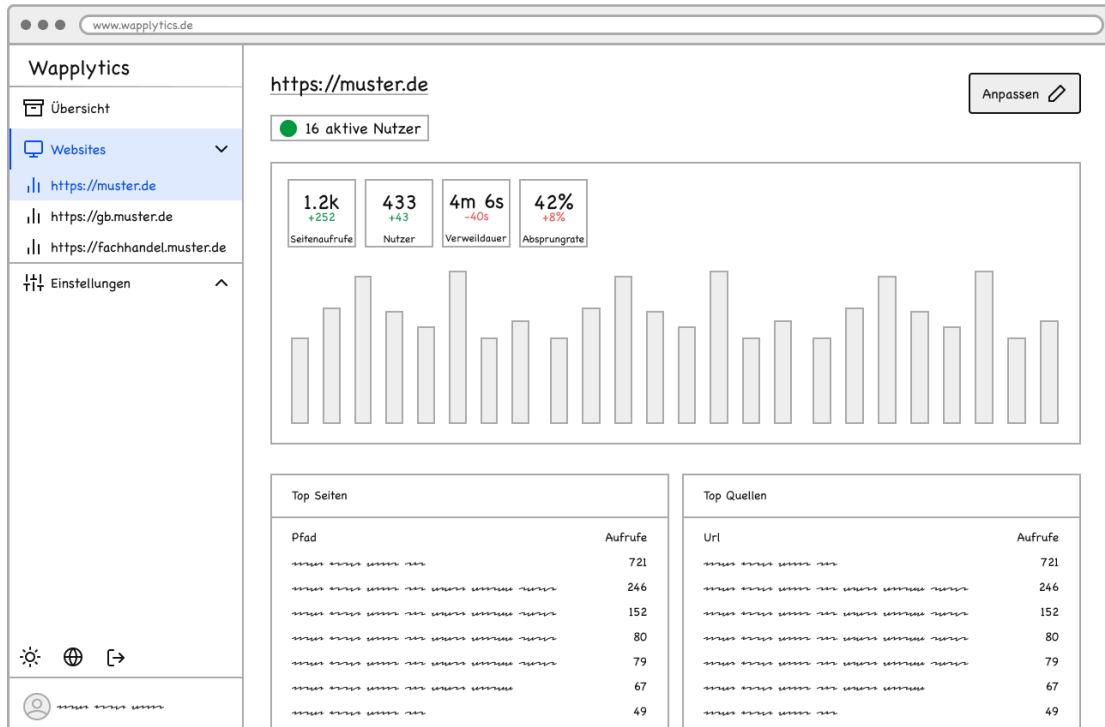 www.wapplytics.de
Wapplytics
Übersicht
Websites
https://muster.de
https://gb.muster.de
https://fachhandel.muster.de
Einstellungen
https://muster.de
Anpassen
16 aktive Nutzer
1.2k
+252
Seitenaufrufe
433
+43
Nutzer
4m 6s
-40s
Verweildauer
42%
+8%
Absprungrate
Top Seiten
Pfad Aufrufe
721
246
152
80
79
67
49
Top Quellen
Url Aufrufe
721
246
152
80
79
67
49